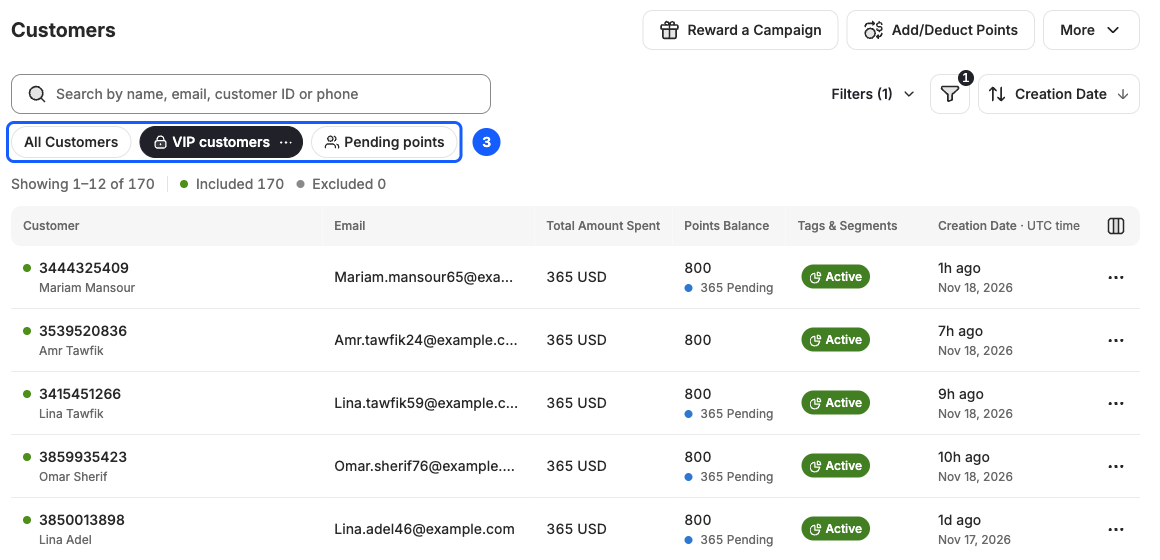 Customers
Reward a Campaign
Add/Deduct Points
More
Search by name, email, customer ID or phone
Filters (1)
1
Creation Date
All Customers
VIP customers
Pending points
3
Showing 1–12 of 170
Included 170
Excluded 0
Customer Email Total Amount Spent Points Balance Tags & Segments Creation Date · UTC time
3444325409 Mariam.mansour65@exa... 365 USD 800 Active 1h ago
Mariam Mansour 365 Pending Nov 18, 2026
3539520836 Amr.tawfik24@example.c... 365 USD 800 Active 7h ago
Amr Tawfik Nov 18, 2026
3415451266 Lina.tawfik59@example.c... 365 USD 800 Active 9h ago
Lina Tawfik 365 Pending Nov 18, 2026
3859935423 Omar.sherif76@example.... 365 USD 800 Active 10h ago
Omar Sherif 365 Pending Nov 18, 2026
3850013898 Lina.adel46@example.com 365 USD 800 Active 1d ago
Lina Adel 365 Pending Nov 17, 2026